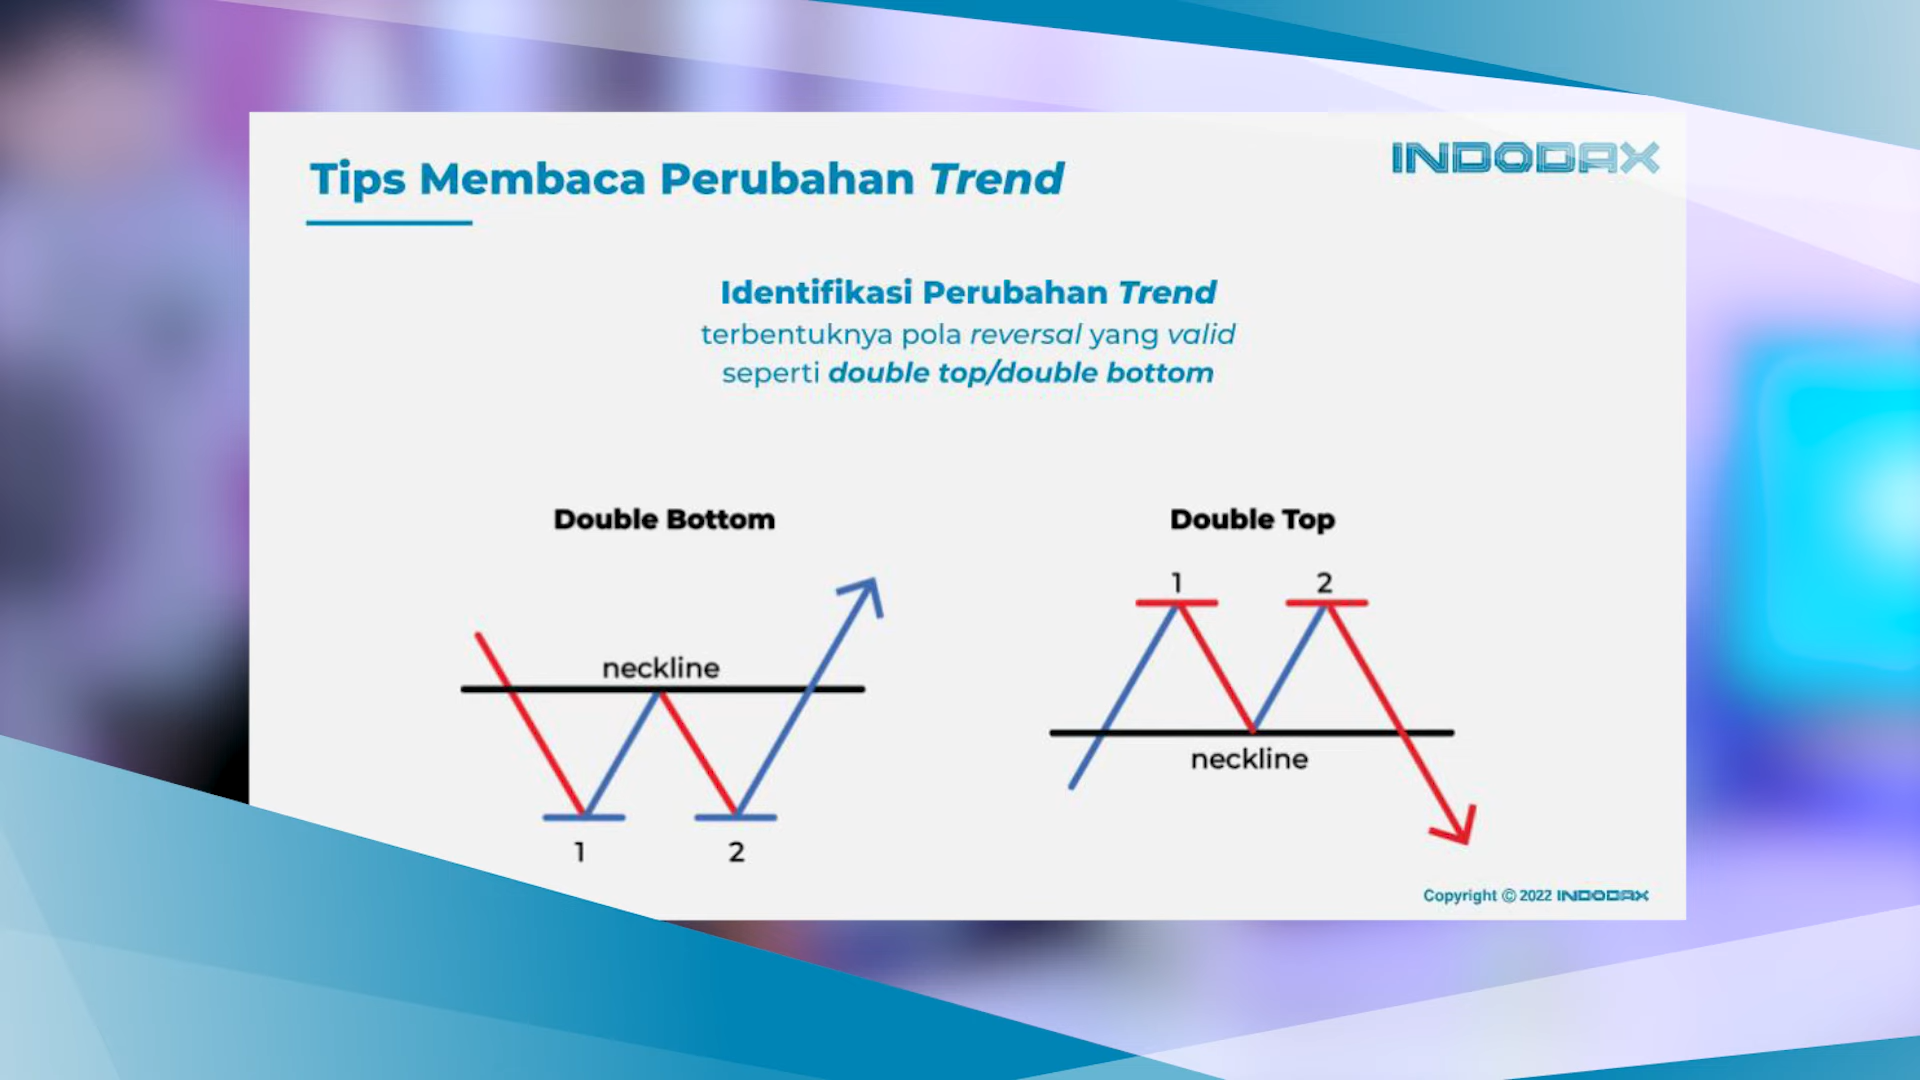 Tips Membaca Perubahan Trend
INDODAX
Identifikasi Perubahan Trend
terbentuknya pola reversal yang valid
seperti double top/double bottom
Double Bottom
neckline
1
2
Double Top
1
2
neckline
Copyright © 2022 INDODAX